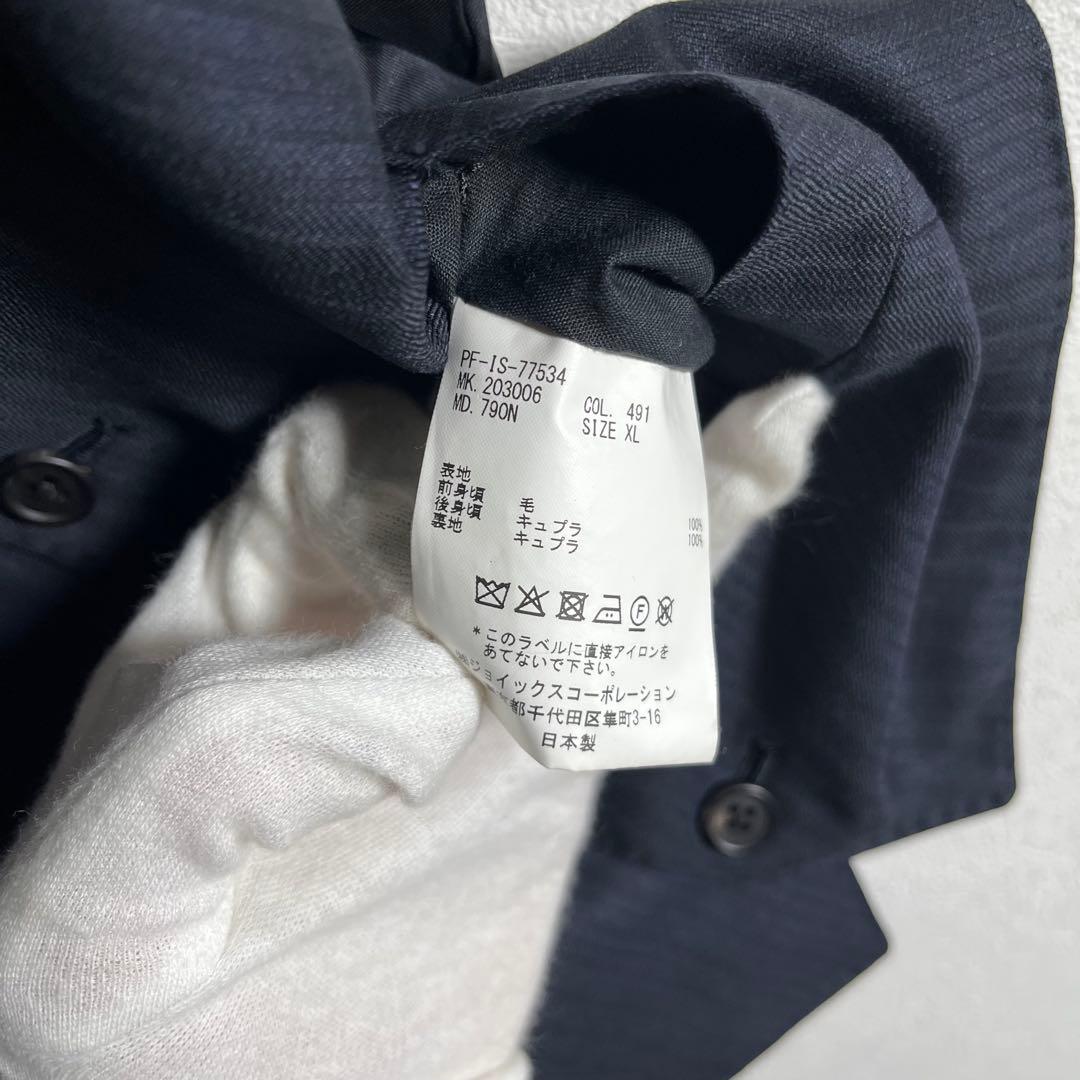 PF-IS-77534
MK. 203006 COL. 491
MD. 790N SIZE XL
表地
前身頃 毛 100%
後身頃 キュプラ 100%
裏地 キュプラ
*このラベルに直接アイロンを
あてないで下さい。
ジョイックスコーポレーション
都千代田区隼町3-16
日本製